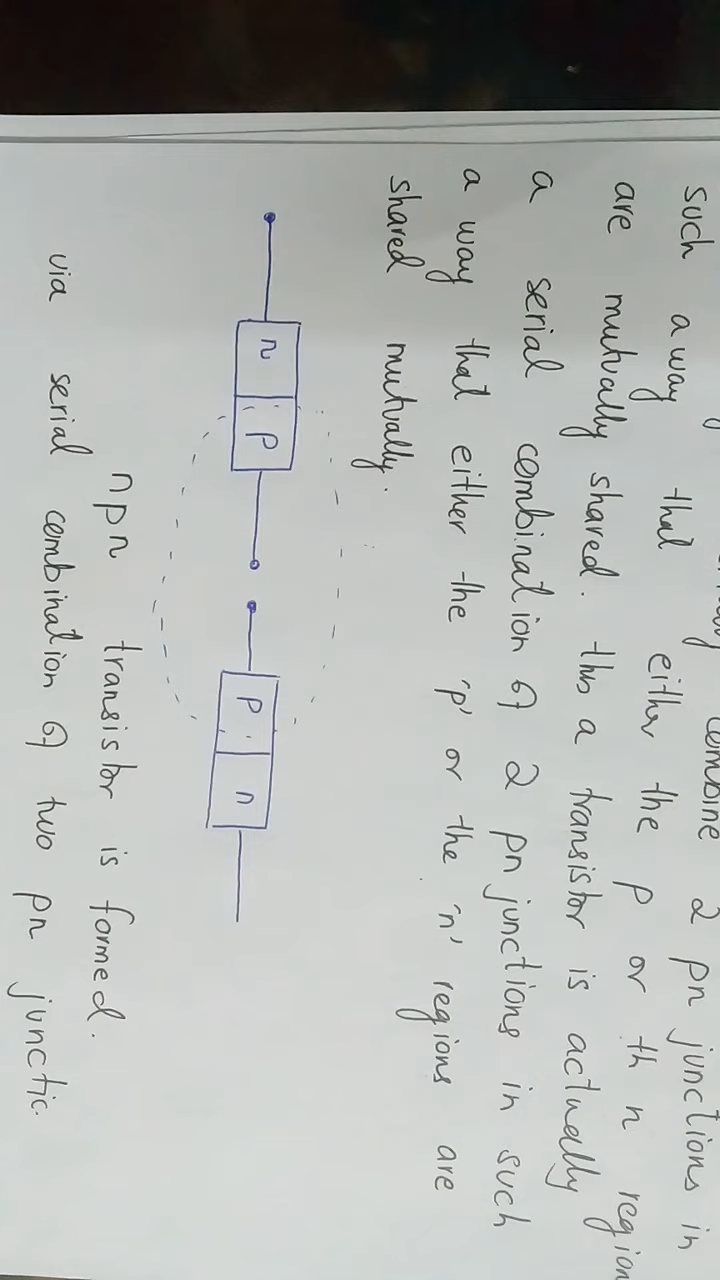 combine 2 pn junctions in
such a way that either the p or th n region
are mutually shared. this a transistor is actually
a serial combination of 2 pn junctions in such
a way that either the 'p' or the 'n' regions are
shared mutually.
n p p n
npn transistor is formed.
via serial combination of two pn junctic.